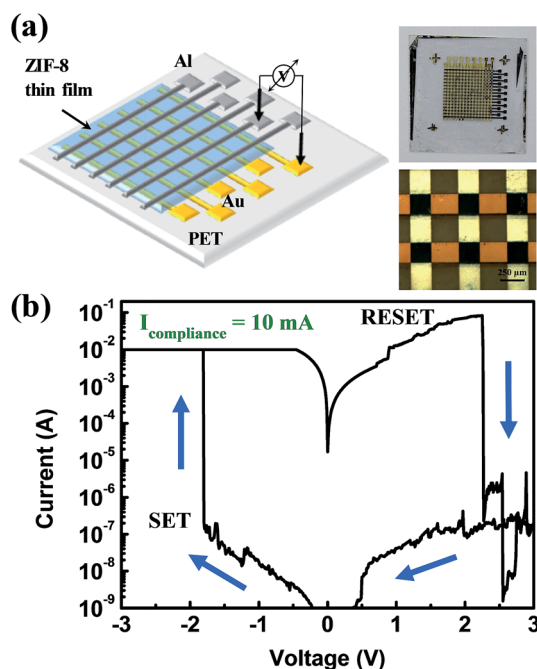 (a)
ZIF-8
thin film
Al
V
Au
PET
250 µm
(b)
I compliance = 10 mA
RESET
SET
Current (A)
10⁻¹
10⁻²
10⁻³
10⁻⁴
10⁻⁵
10⁻⁶
10⁻⁷
10⁻⁸
10⁻⁹
-3 -2 -1 0 1 2 3
Voltage (V)